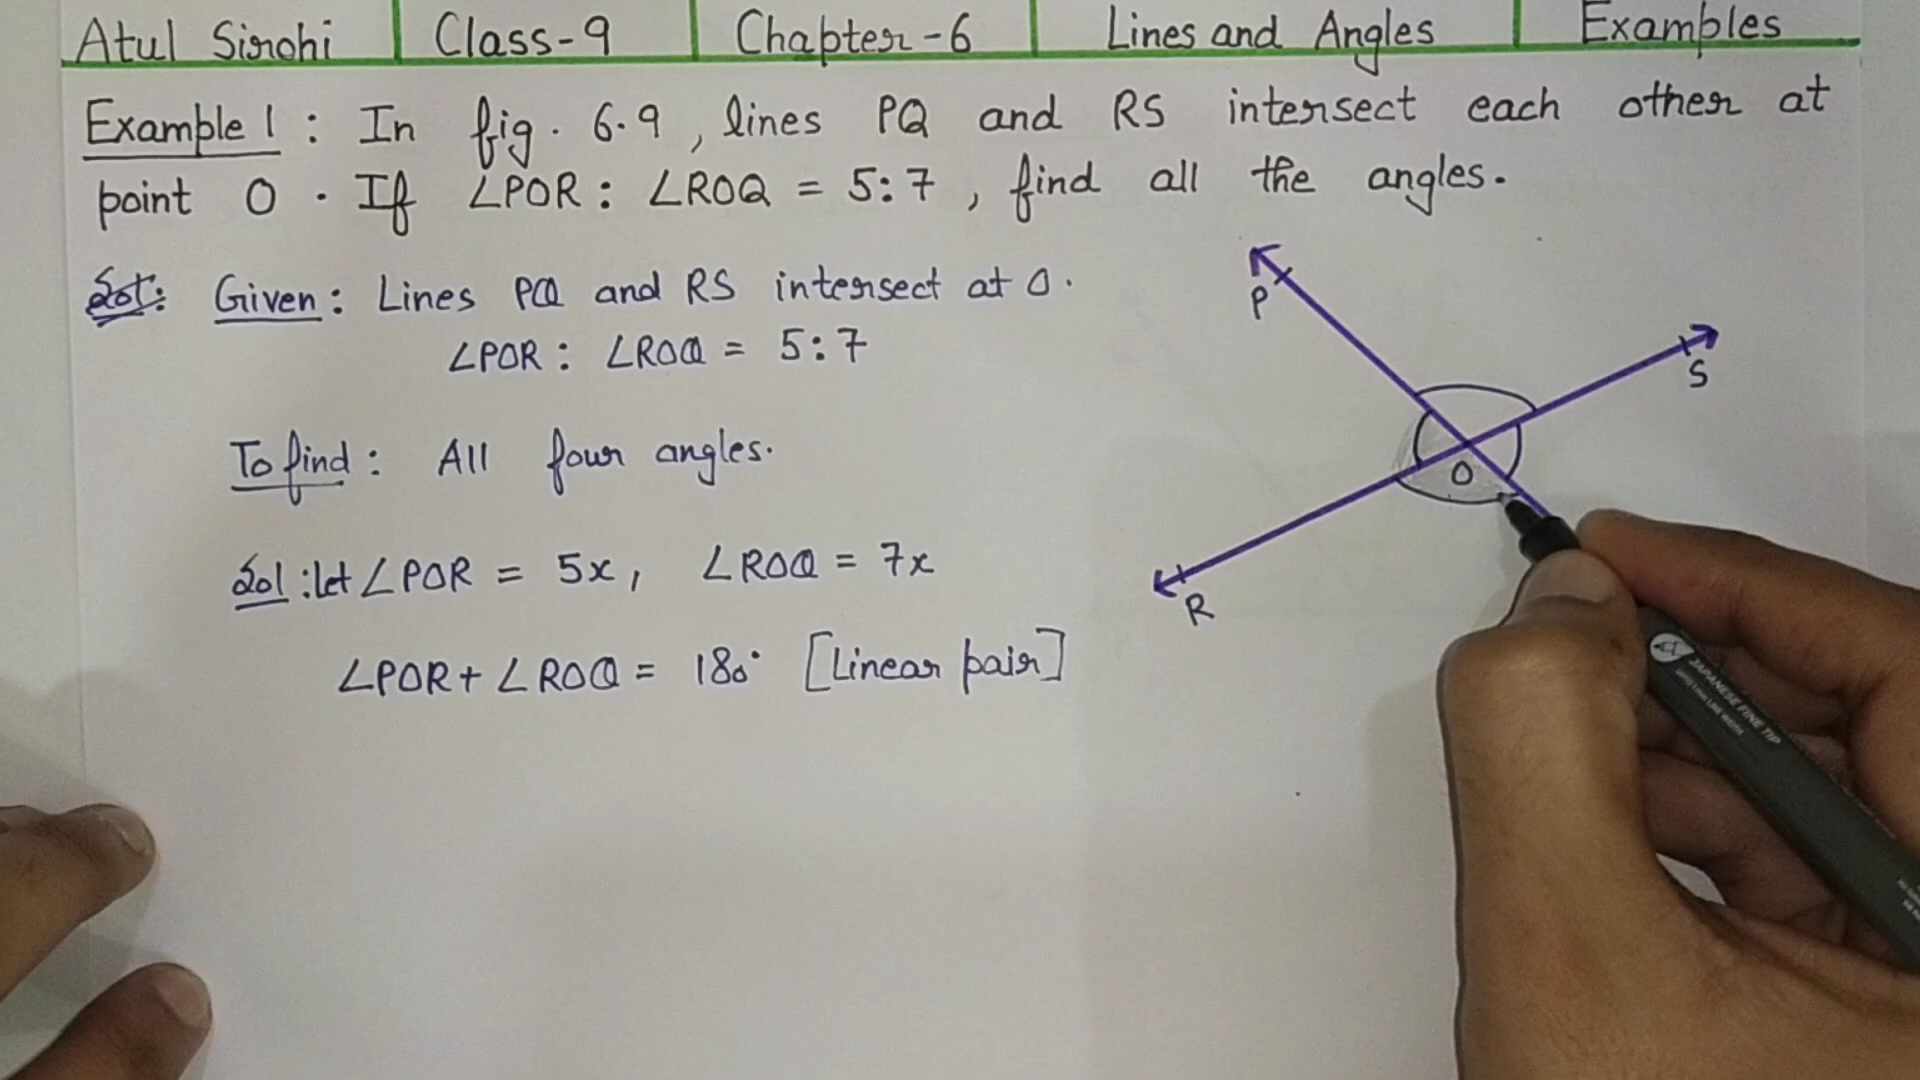 Atul Sirohi Class-9 Chapter-6 Lines and Angles Examples
Example 1 : In fig. 6.9, lines PQ and RS intersect each other at
point O. If ∠POR : ∠ROQ = 5:7, find all the angles.
Sol: Given: Lines PQ and RS intersect at O.
∠POR : ∠ROQ = 5:7
To find: All four angles.
Sol: let ∠POR = 5x, ∠ROQ = 7x
∠POR + ∠ROQ = 180° [Linear pair]
P
S
O
R
JAPANESE FINE TIP